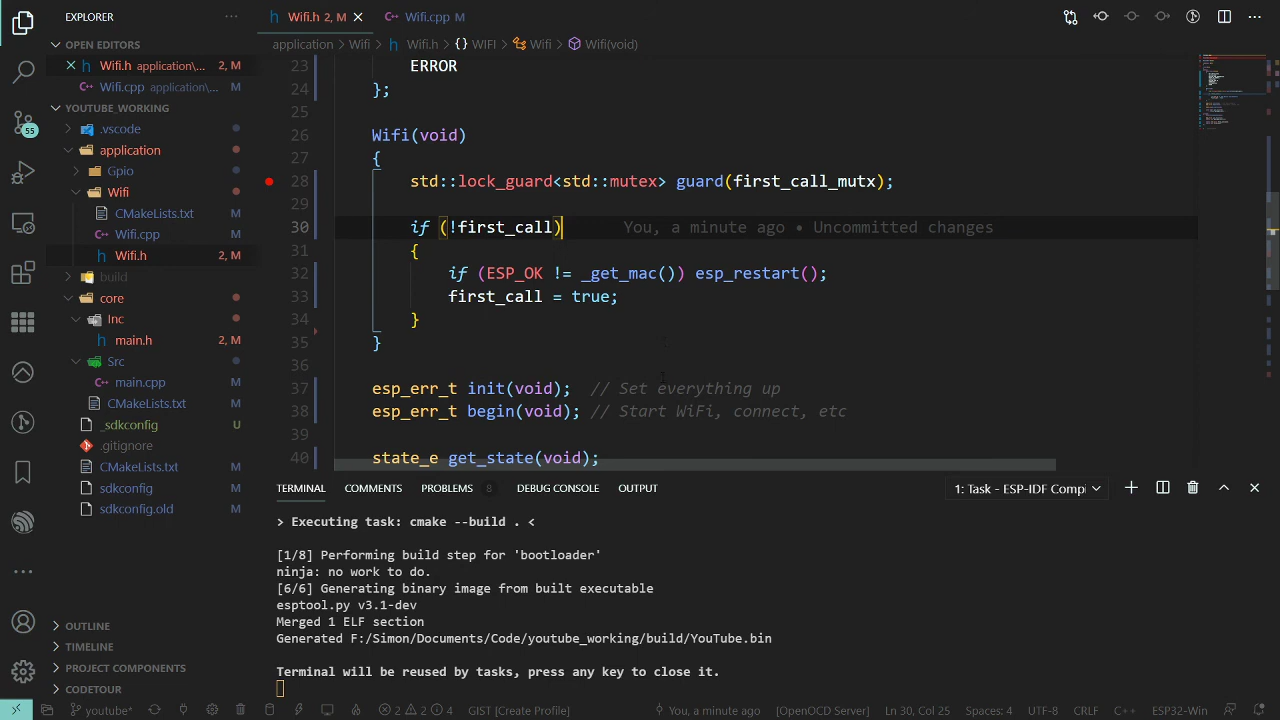 EXPLORER
OPEN EDITORS
Wifi.h application\... 2, M
Wifi.cpp application\... M
YOUTUBE_WORKING
.vscode
application
Gpio
Wifi
CMakeLists.txt M
Wifi.cpp M
Wifi.h 2, M
build
core
Inc
main.h 2, M
Src
main.cpp M
CMakeLists.txt M
_sdkconfig U
.gitignore
CMakeLists.txt M
sdkconfig M
sdkconfig.old M
OUTLINE
TIMELINE
PROJECT COMPONENTS
CODETOUR
55
Wifi.h 2, M
Wifi.cpp M
application > Wifi > Wifi.h > {} WIFI > Wifi > Wifi(void)
23 ERROR
24 };
25
26 Wifi(void)
27 {
28 std::lock_guard<std::mutex> guard(first_call_mutx);
30 if (!first_call) You, a minute ago • Uncommitted changes
{
32 if (ESP_OK != _get_mac()) esp_restart();
33 first_call = true;
34 }
35 }
36
37 esp_err_t init(void); // Set everything up
38 esp_err_t begin(void); // Start WiFi, connect, etc
39
40 state_e get_state(void);
TERMINAL COMMENTS PROBLEMS 8 DEBUG CONSOLE OUTPUT 1: Task - ESP-IDF Compi
> Executing task: cmake --build . <
[1/8] Performing build step for 'bootloader'
ninja: no work to do.
[6/6] Generating binary image from built executable
esptool.py v3.1-dev
Merged 1 ELF section
Generated F:/Simon/Documents/Code/youtube_working/build/YouTube.bin
Terminal will be reused by tasks, press any key to close it.
youtube* 2 2 4 GIST [Create Profile] You, a minute ago [OpenOCD Server] Ln 30, Col 25 Spaces: 4 UTF-8 CRLF C++ ESP32-Win